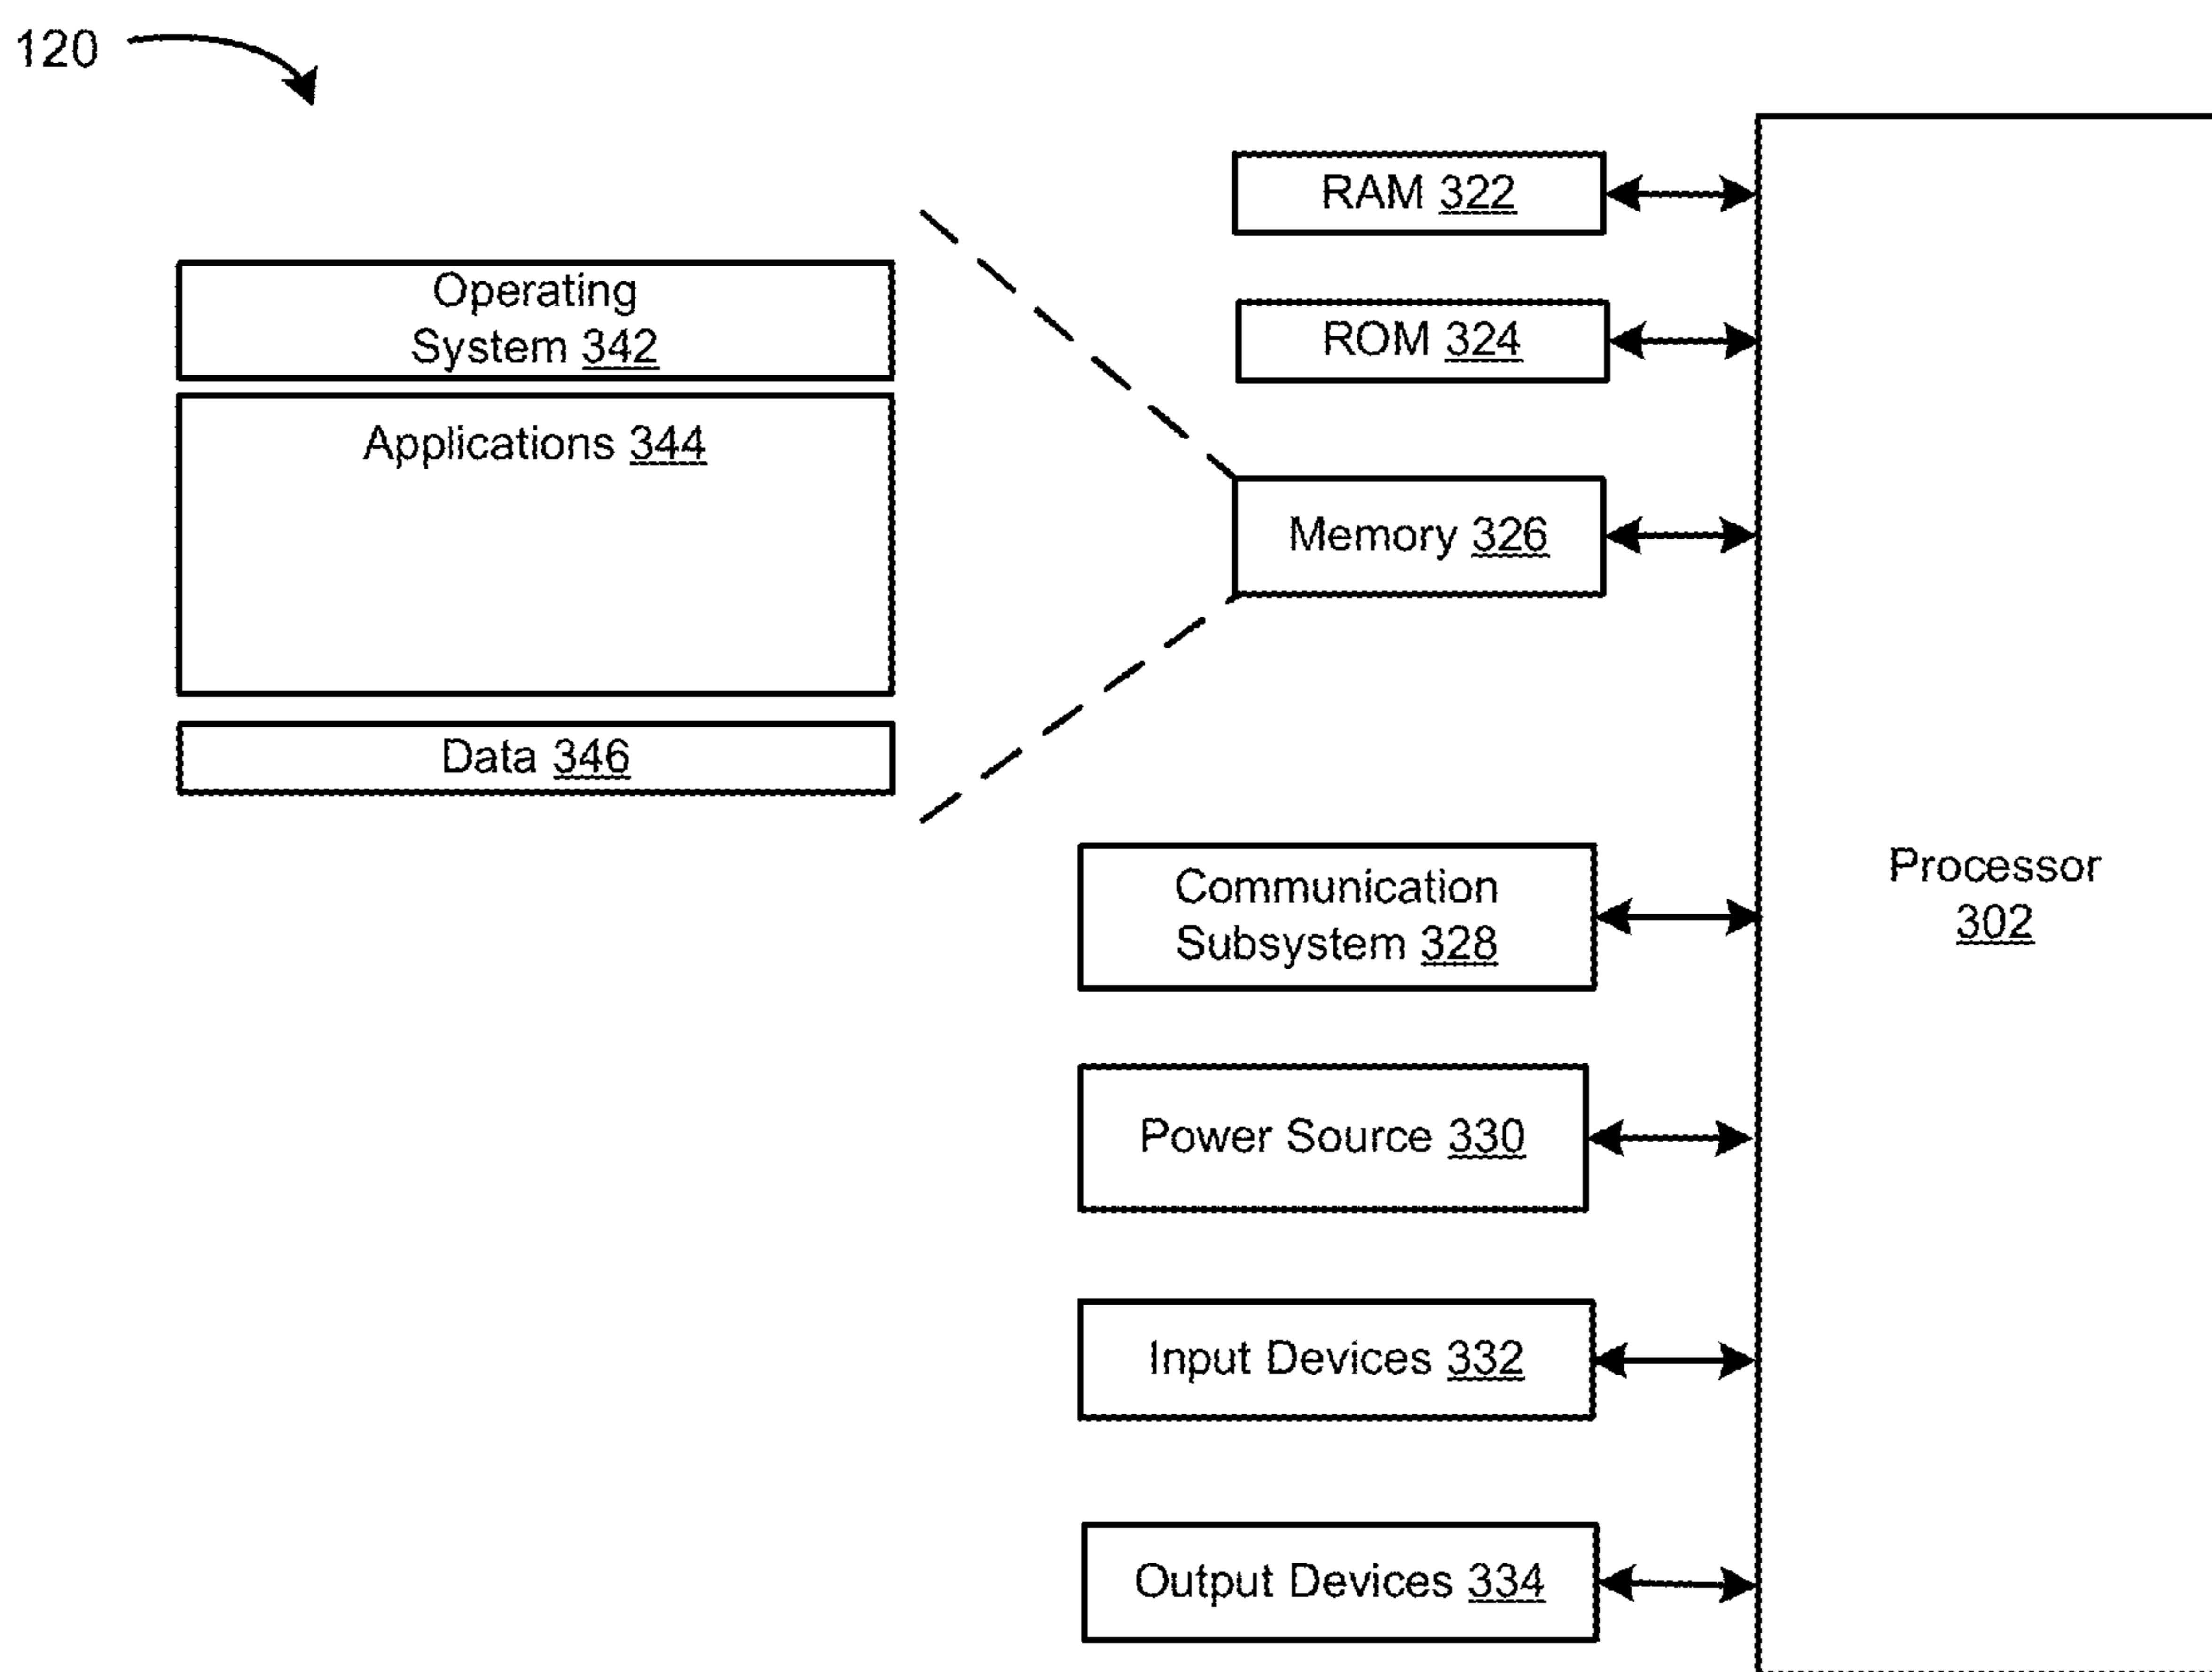 120
RAM 322
Operating
System 342
ROM 324
Applications 344
Memory 326
Data 346
Communication
Subsystem 328
Processor
302
Power Source 330
Input Devices 332
Output Devices 334